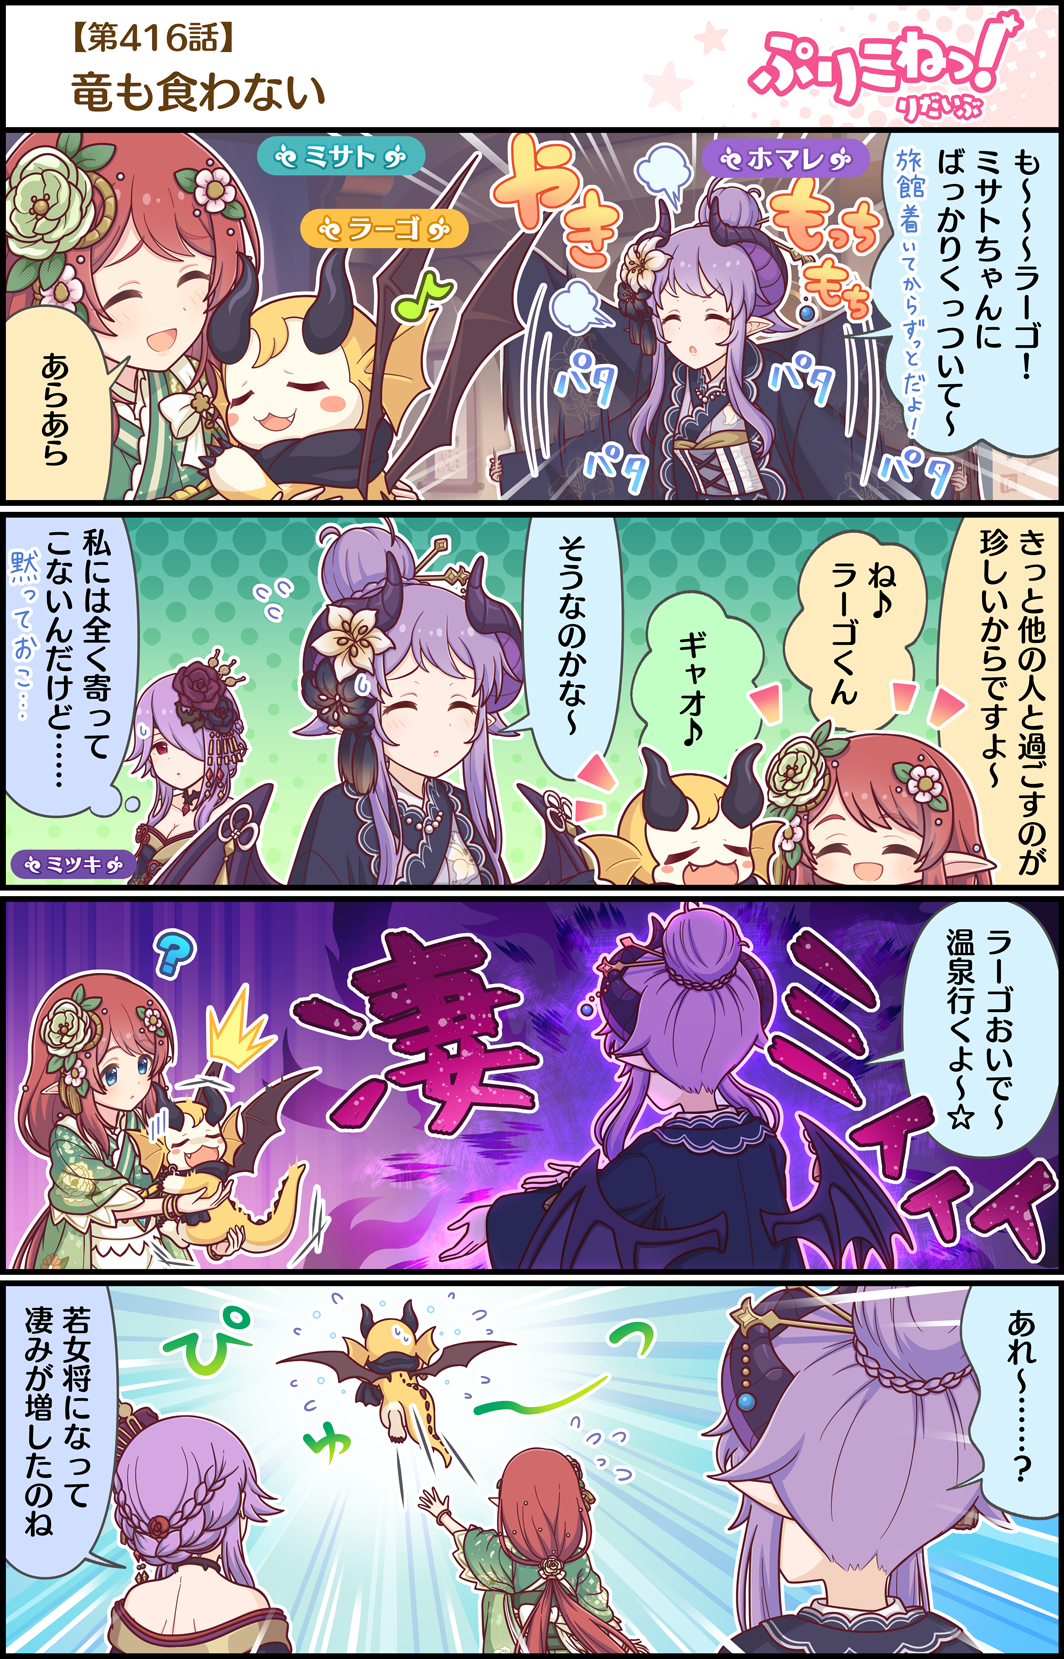 【第416話】
竜も食わない
ぷりこねっ!
りだいぶ
も〜〜〜ラーゴ!
ミサトちゃんに
ばっかりくっついて〜
旅館着いてからずっとだよ!
ホマレ
もっち
もち
やき
パタ
パタ
パタ
パタ
ミサト
ラーゴ
あらあら
きっと他の人と過ごすのが
珍しいからですよ〜
ね♪
ラーゴくん
ギャオ♪
そうなのかな〜
私には全く寄って
こないんだけど……
黙っておこ…
ミツキ
ラーゴおいで〜
温泉行くよ〜☆
ミィィィイ
凄
?
あれ〜……?
ぴゅーっ
若女将になって
凄みが増したのね